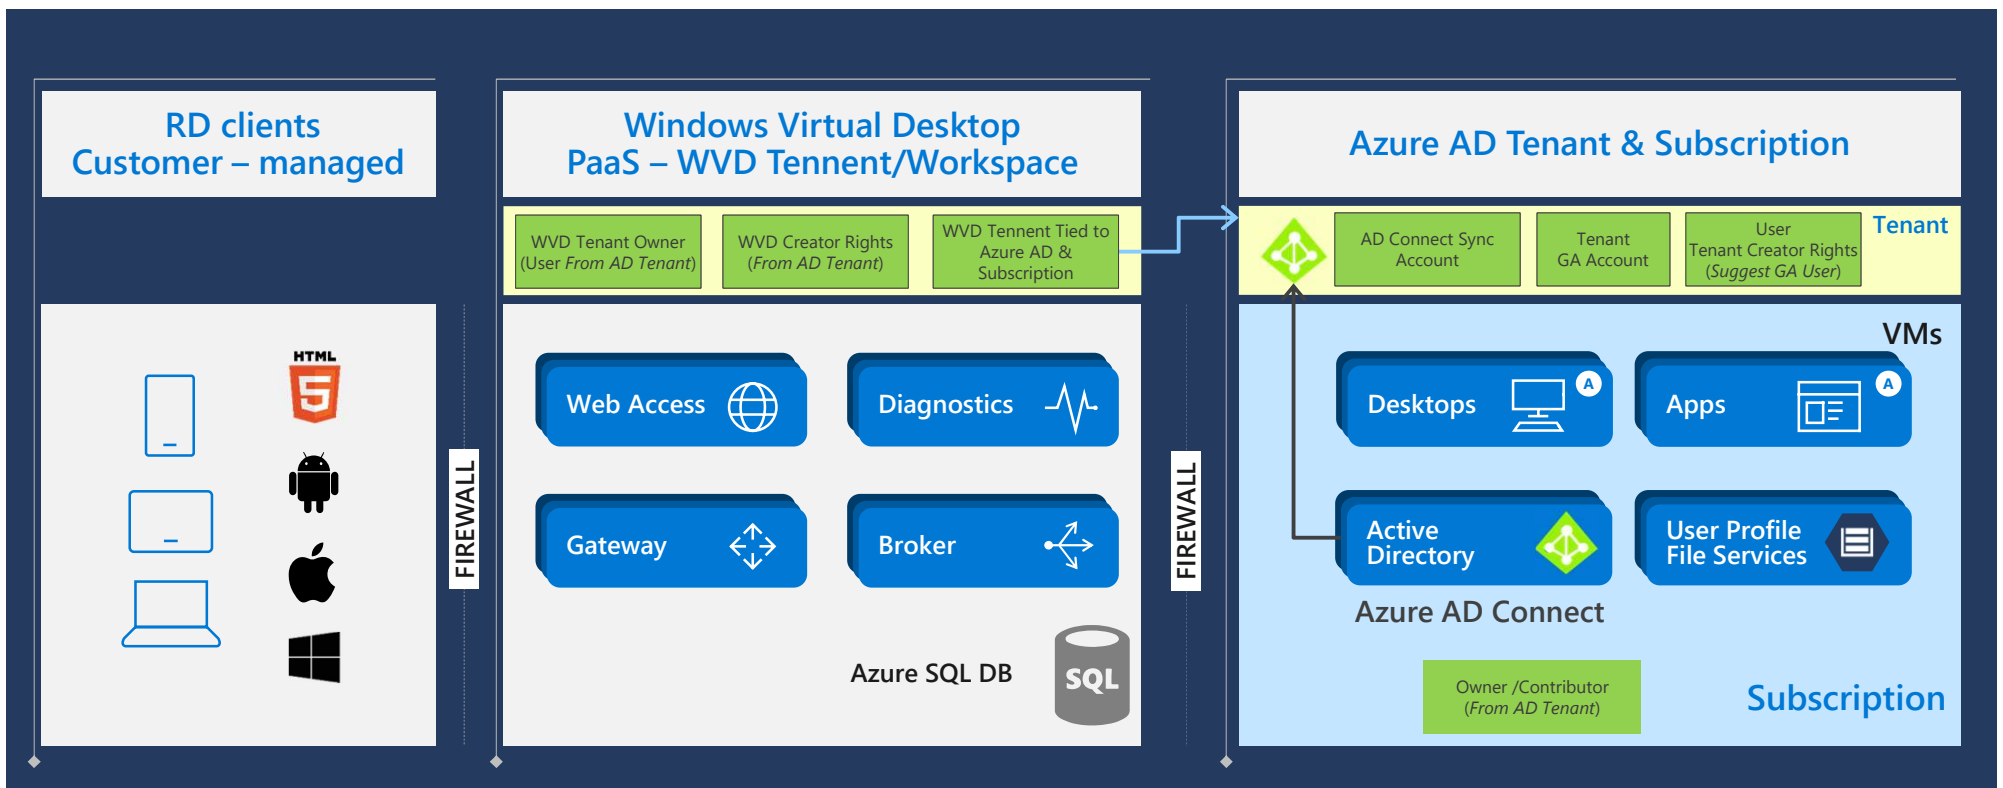 RD clients
Customer – managed
Windows Virtual Desktop
PaaS – WVD Tennent/Workspace
Azure AD Tenant & Subscription
WVD Tenant Owner
(User From AD Tenant)
WVD Creator Rights
(From AD Tenant)
WVD Tennent Tied to
Azure AD &
Subscription
AD Connect Sync
Account
Tenant
GA Account
User
Tenant Creator Rights
(Suggest GA User)
Tenant
HTML
5
FIREWALL
Web Access
Diagnostics
Gateway
Broker
Azure SQL DB
SQL
FIREWALL
VMs
Desktops
A
Apps
A
Active
Directory
User Profile
File Services
Azure AD Connect
Owner /Contributor
(From AD Tenant)
Subscription